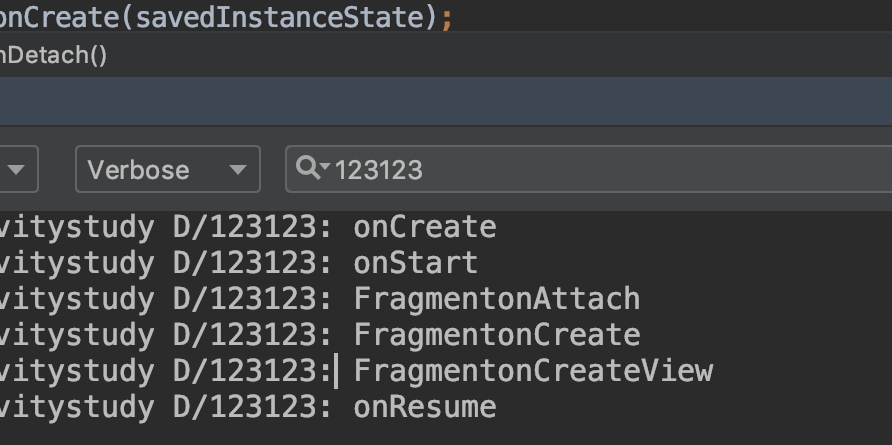 onCreate(savedInstanceState);
nDetach()
Verbose
123123
vitystudy D/123123: onCreate
vitystudy D/123123: onStart
vitystudy D/123123: FragmentonAttach
vitystudy D/123123: FragmentonCreate
vitystudy D/123123: FragmentonCreateView
vitystudy D/123123: onResume